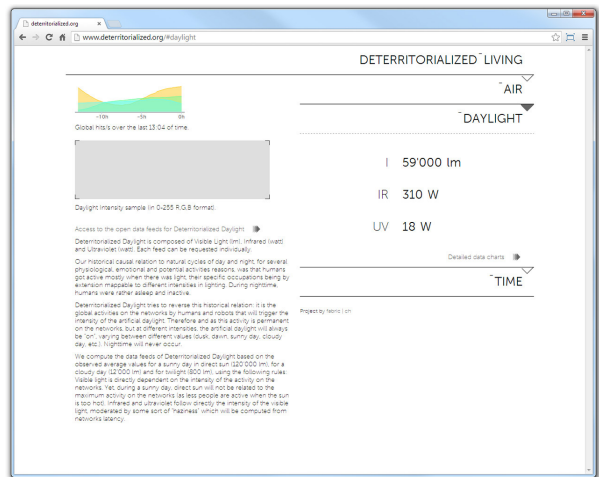 deterritorialized.org
www.deterritorialized.org/#daylight
DETERRITORIALIZED¯LIVING
¯AIR
¯DAYLIGHT
-10h -5h 0h
Global hits/s over the last 13:04 of time.
Daylight intensity sample (in 0-255 R,G,B format).
Access to the open data feeds for Deterritorialized Daylight
Deterritorialized Daylight is composed of Visible Light (lm), Infrared (watt)
and Ultraviolet (watt). Each feed can be requested individually.
Our historical causal relation to natural cycles of day and night, for several
physiological, emotional and potential activities reasons, was that humans
got active mostly when there was light, their specific occupations being by
extension mappable to different intensities in lighting. During nighttime,
humans were rather asleep and inactive.
Deterritorialized Daylight tries to reverse this historical relation: it is the
global activities on the networks by humans and robots that will trigger the
intensity of the artificial daylight. Therefore and as this activity is permanent
on the networks, but at different intensities, the artificial daylight will always
be "on", varying between different values (dusk, dawn, sunny day, cloudy
day, etc.). Nighttime will never occur.
We compute the data feeds of Deterritorialized Daylight based on the
observed average values for a sunny day in direct sun (120'000 lm), for a
cloudy day (12'000 lm) and for twilight (800 lm), using the following rules:
Visible light is directly dependent on the intensity of the activity on the
networks. Yet, during a sunny day, direct sun will not be related to the
maximum activity on the networks (as less people are active when the sun
is too hot). Infrared and ultraviolet follow directly the intensity of the visible
light, moderated by some sort of "haziness" which will be computed from
networks latency.
I 59'000 lm
IR 310 W
UV 18 W
Detailed data charts
¯TIME
Project by fabric | ch